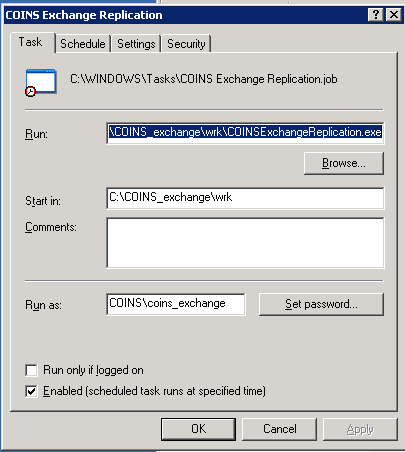 COINS Exchange Replication
Task Schedule Settings Security
C:\WINDOWS\Tasks\COINS Exchange Replication.job
Run: \COINS_exchange\wrk\COINSExchangeReplication.exe
Browse...
Start in: C:\COINS_exchange\wrk
Comments:
Run as: COINS\coins_exchange Set password...
Run only if logged on
Enabled (scheduled task runs at specified time)
OK Cancel Apply